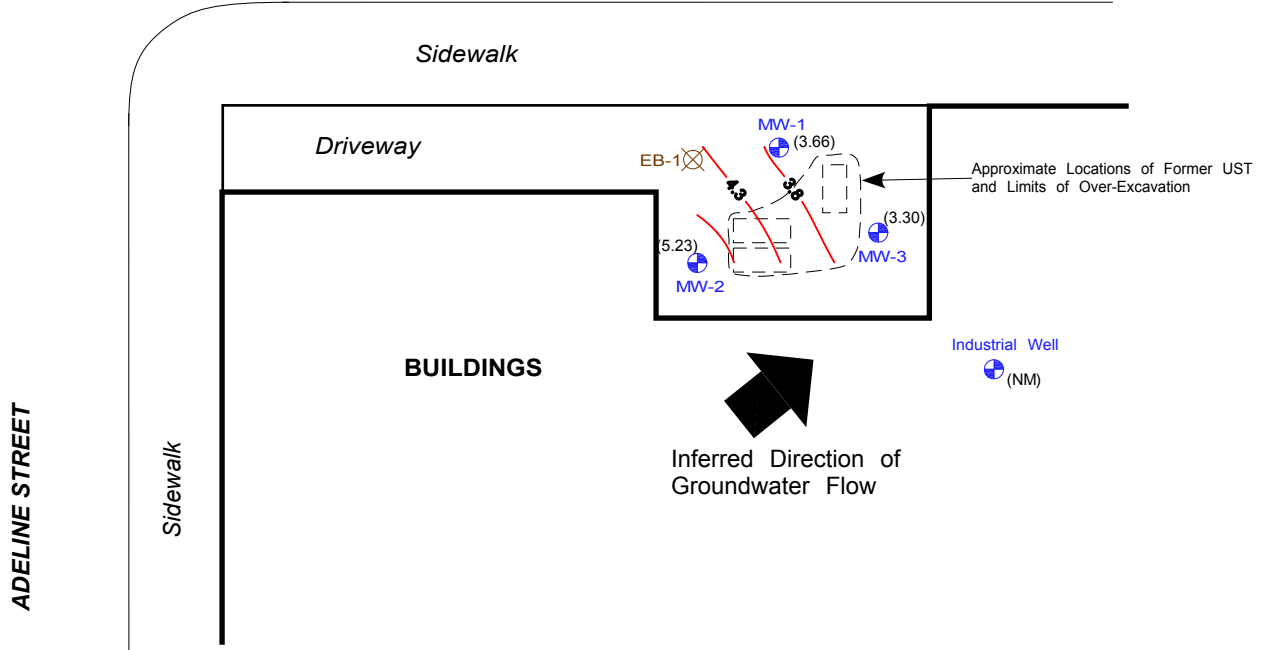 Sidewalk
Driveway
EB-1
MW-1
(3.66)
4.3
3.8
Approximate Locations of Former UST
and Limits of Over-Excavation
(3.30)
MW-3
(5.23)
MW-2
BUILDINGS
Industrial Well
(NM)
Inferred Direction of
Groundwater Flow
Sidewalk
ADELINE STREET